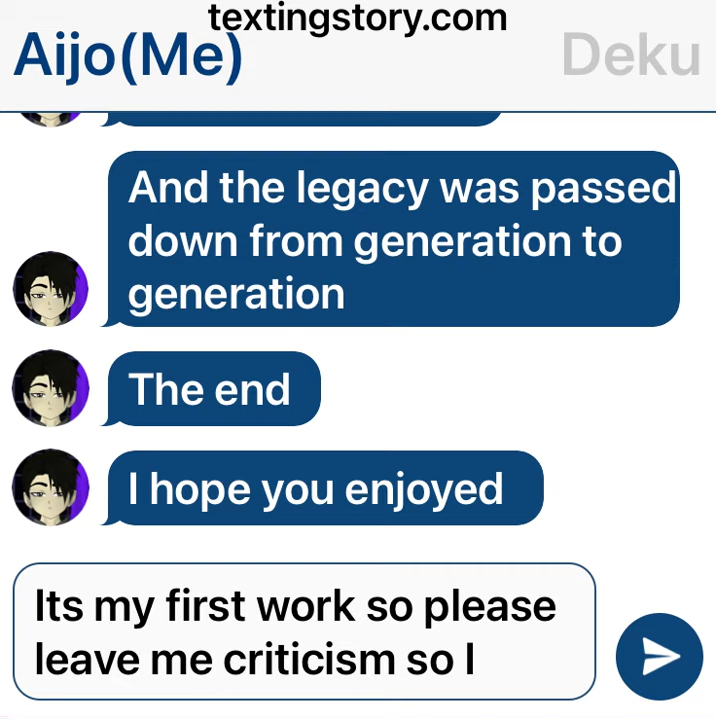 textingstory.com
Aijo(Me)
Deku
And the legacy was passed
down from generation to
generation
The end
I hope you enjoyed
Its my first work so please
leave me criticism so I